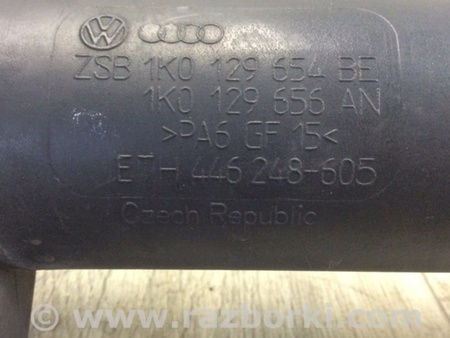 ZSB 1K0 129 654 BE
1K0 129 656 AN
>PA6 GF 15<
ETH 446 248-605
Czech Republic
www.razborki.com